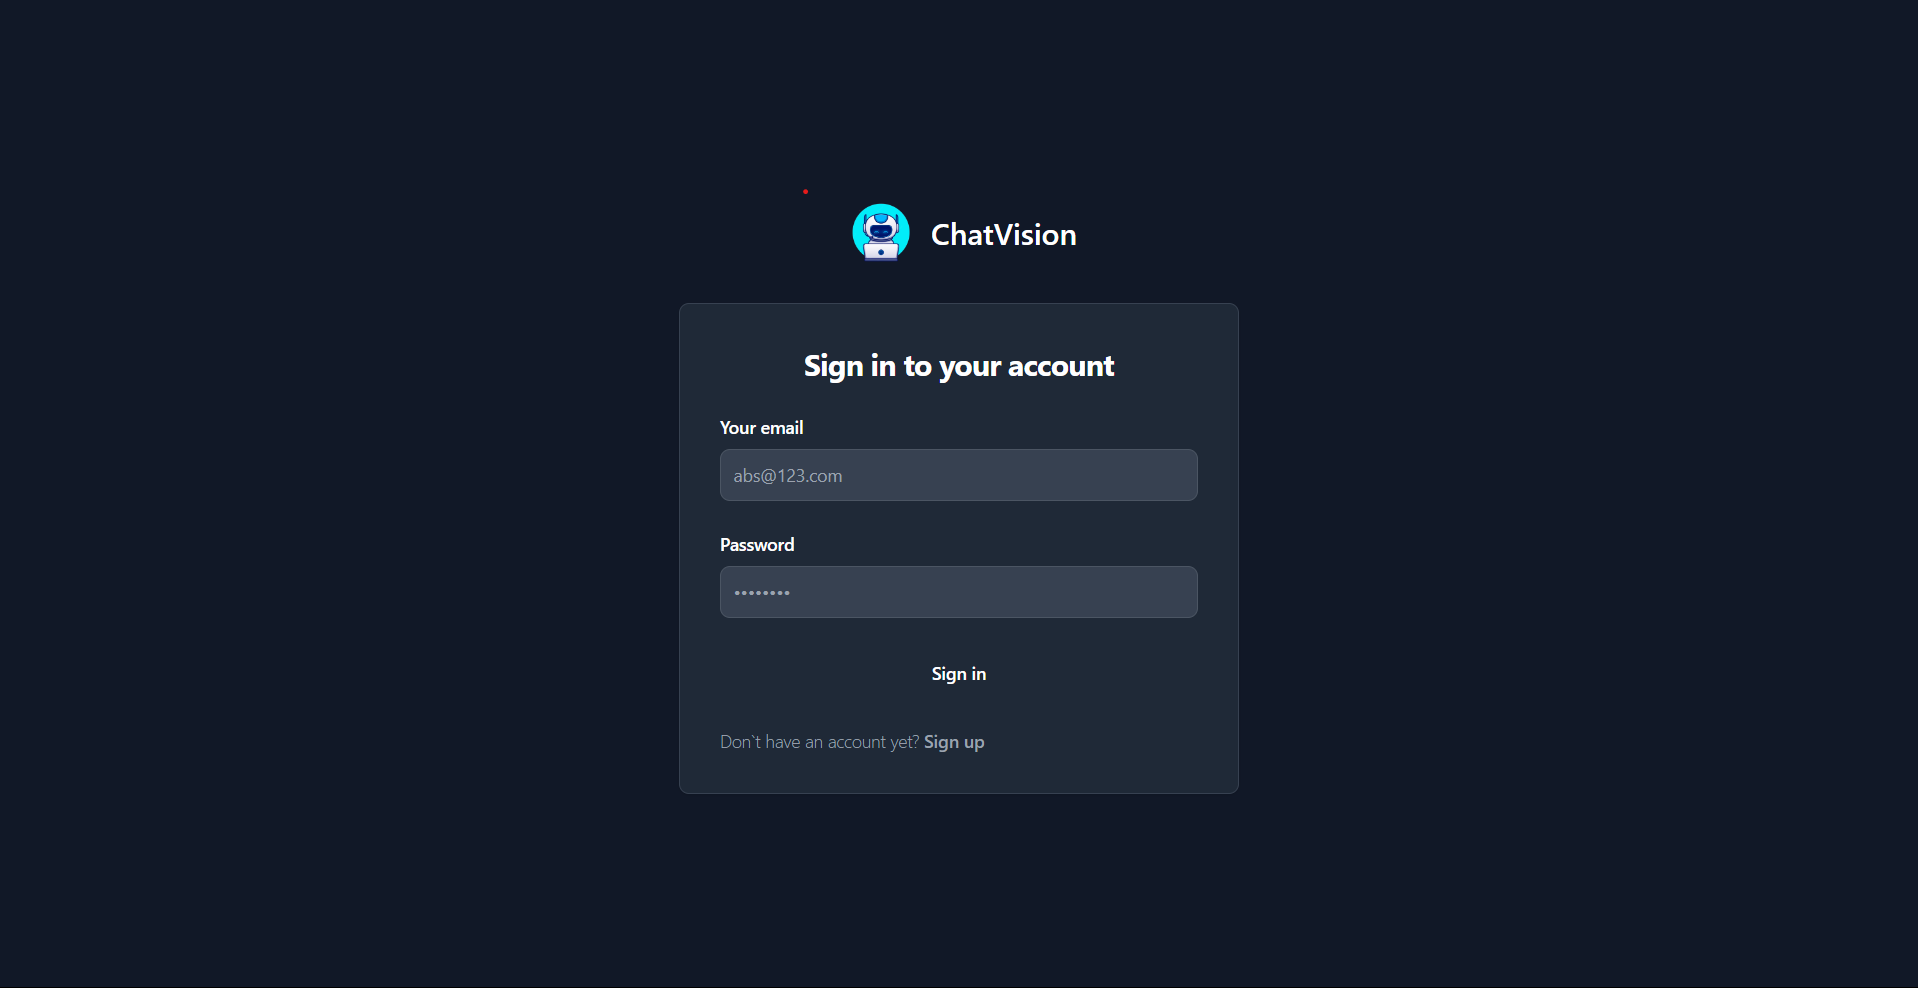 ChatVision
Sign in to your account
Your email
abs@123.com
Password
••••••••
Sign in
Don`t have an account yet? Sign up